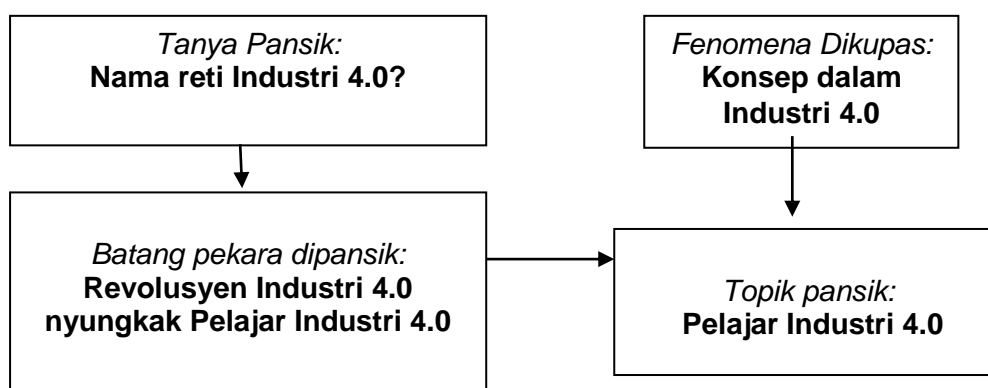 Tanya Pansik:
Nama reti Industri 4.0?
Fenomena Dikupas:
Konsep dalam
Industri 4.0
Batang pekara dipansik:
Revolusyen Industri 4.0
nyungkak Pelajar Industri 4.0
Topik pansik:
Pelajar Industri 4.0